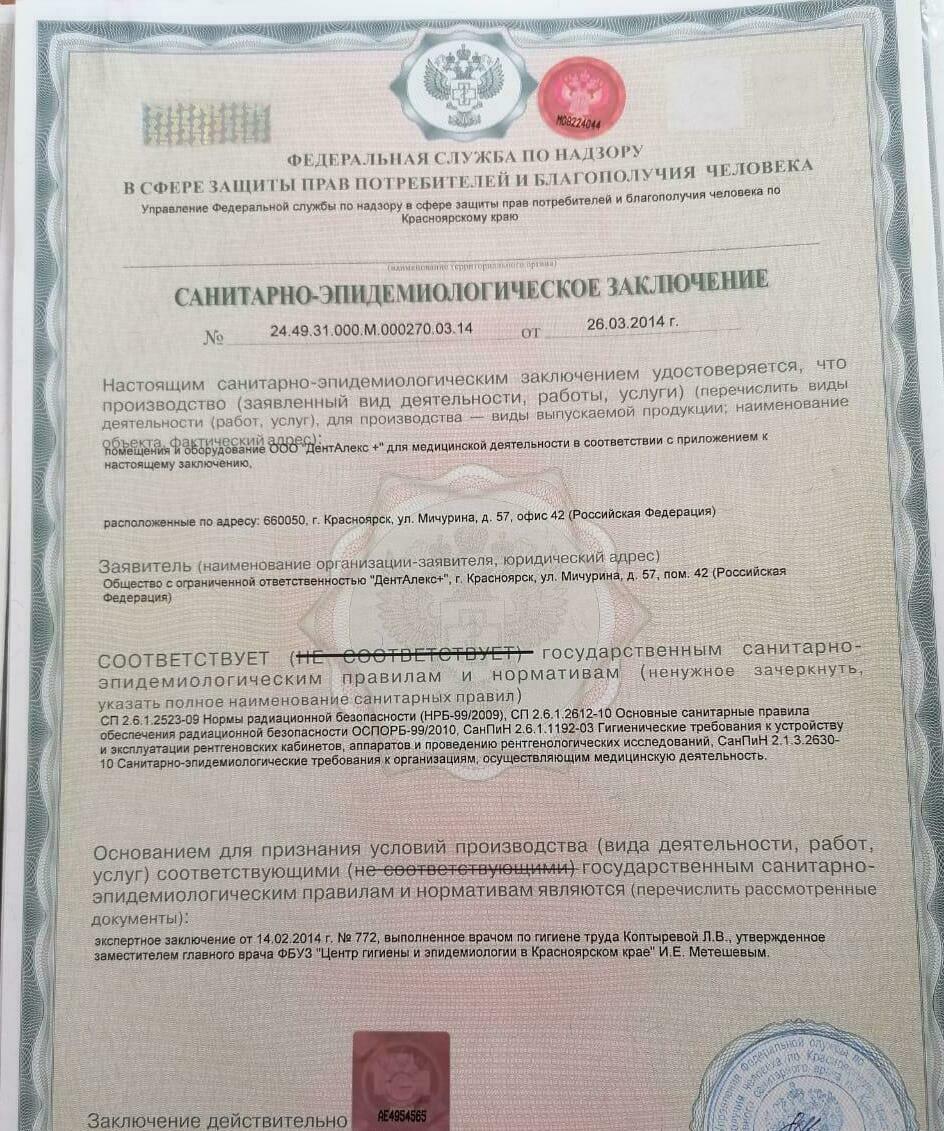 М0В224044
ФЕДЕРАЛЬНАЯ СЛУЖБА ПО НАДЗОРУ
В СФЕРЕ ЗАЩИТЫ ПРАВ ПОТРЕБИТЕЛЕЙ И БЛАГОПОЛУЧИЯ ЧЕЛОВЕКА
Управление Федеральной службы по надзору в сфере защиты прав потребителей и благополучия человека по
Красноярскому краю
(наименование территориального органа)
САНИТАРНО-ЭПИДЕМИОЛОГИЧЕСКОЕ ЗАКЛЮЧЕНИЕ
№ 24.49.31.000.М.000270.03.14 от 26.03.2014 г.
Настоящим санитарно-эпидемиологическим заключением удостоверяется, что
производство (заявленный вид деятельности, работы, услуги) (перечислить виды
деятельности (работ, услуг), для производства — виды выпускаемой продукции; наименование
объекта, фактический адрес):
помещения и оборудование ООО "ДентАлекс +" для медицинской деятельности в соответствии с приложением к
настоящему заключению,
расположенные по адресу: 660050, г. Красноярск, ул. Мичурина, д. 57, офис 42 (Российская Федерация)
Заявитель (наименование организации-заявителя, юридический адрес)
Общество с ограниченной ответственностью "ДентАлекс+", г. Красноярск, ул. Мичурина, д. 57, пом. 42 (Российская
Федерация)
СООТВЕТСТВУЕТ (НЕ СООТВЕТСТВУЕТ) государственным санитарно-
эпидемиологическим правилам и нормативам (ненужное зачеркнуть,
указать полное наименование санитарных правил)
СП 2.6.1.2523-09 Нормы радиационной безопасности (НРБ-99/2009), СП 2.6.1.2612-10 Основные санитарные правила
обеспечения радиационной безопасности ОСПОРБ-99/2010, СанПиН 2.6.1.1192-03 Гигиенические требования к устройству
и эксплуатации рентгеновских кабинетов, аппаратов и проведению рентгенологических исследований, СанПиН 2.1.3.2630-
10 Санитарно-эпидемиологические требования к организациям, осуществляющим медицинскую деятельность.
Основанием для признания условий производства (вида деятельности, работ,
услуг) соответствующими (не соответствующими) государственным санитарно-
эпидемиологическим правилам и нормативам являются (перечислить рассмотренные
документы):
экспертное заключение от 14.02.2014 г. № 772, выполненное врачом по гигиене труда Коптыревой Л.В., утвержденное
заместителем главного врача ФБУЗ "Центр гигиены и эпидемиологии в Красноярском крае" И.Е. Метешевым.
Заключение действительно
АЕ4954565
Федеральной службы по